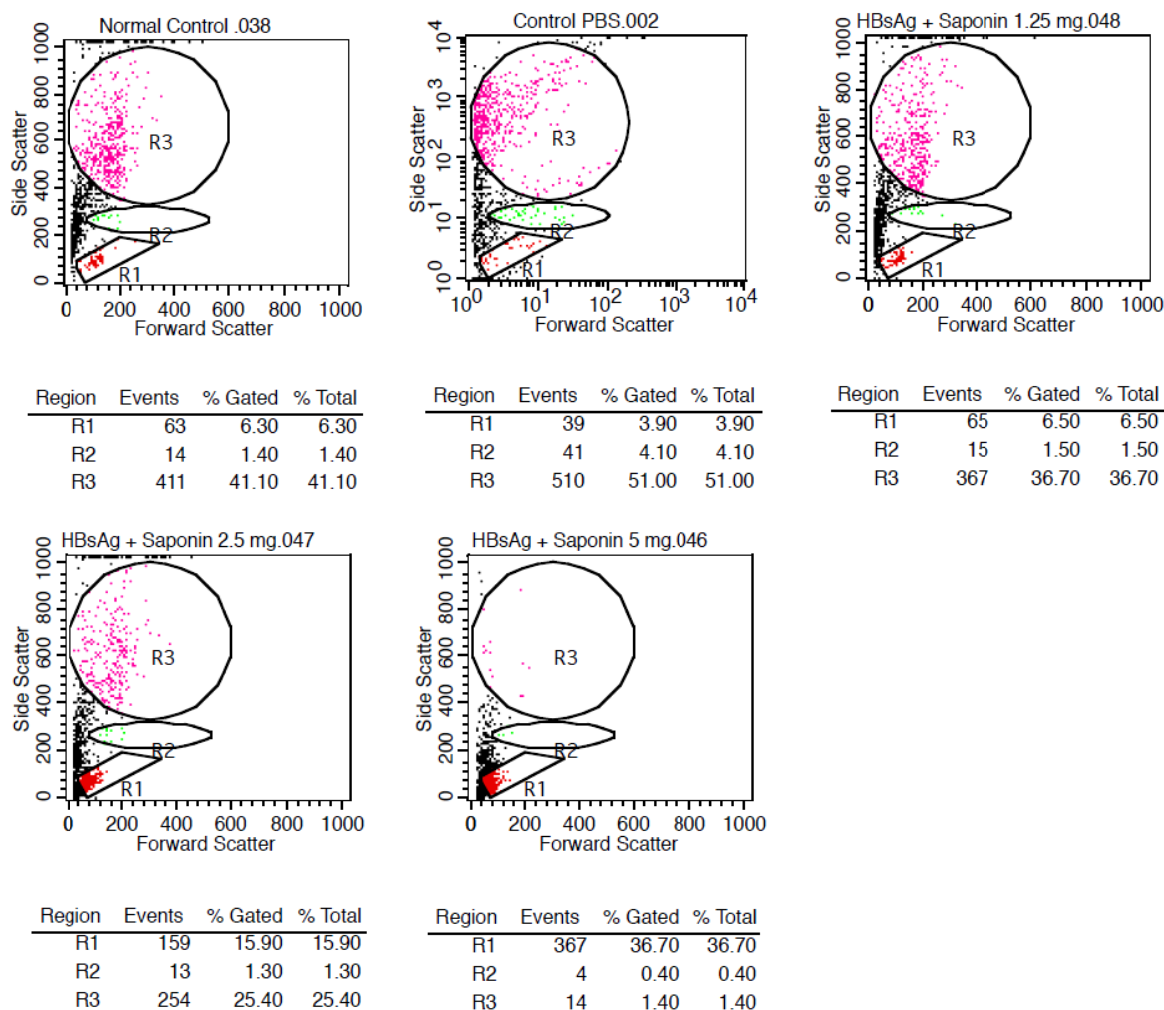 Normal Control .038
Side Scatter
1000
800
600
400
200
0
R3
R2
R1
0 200 400 600 800 1000
Forward Scatter
Region Events % Gated % Total
R1 63 6.30 6.30
R2 14 1.40 1.40
R3 411 41.10 41.10
Control PBS.002
Side Scatter
10^4
10^3
10^2
10^1
10^0
R3
R2
R1
10^0 10^1 10^2 10^3 10^4
Forward Scatter
Region Events % Gated % Total
R1 39 3.90 3.90
R2 41 4.10 4.10
R3 510 51.00 51.00
HBsAg + Saponin 1.25 mg.048
Side Scatter
1000
800
600
400
200
0
R3
R2
R1
0 200 400 600 800 1000
Forward Scatter
Region Events % Gated % Total
R1 65 6.50 6.50
R2 15 1.50 1.50
R3 367 36.70 36.70
HBsAg + Saponin 2.5 mg.047
Side Scatter
1000
800
600
400
200
0
R3
R2
R1
0 200 400 600 800 1000
Forward Scatter
Region Events % Gated % Total
R1 159 15.90 15.90
R2 13 1.30 1.30
R3 254 25.40 25.40
HBsAg + Saponin 5 mg.046
Side Scatter
1000
800
600
400
200
0
R3
R2
R1
0 200 400 600 800 1000
Forward Scatter
Region Events % Gated % Total
R1 367 36.70 36.70
R2 4 0.40 0.40
R3 14 1.40 1.40